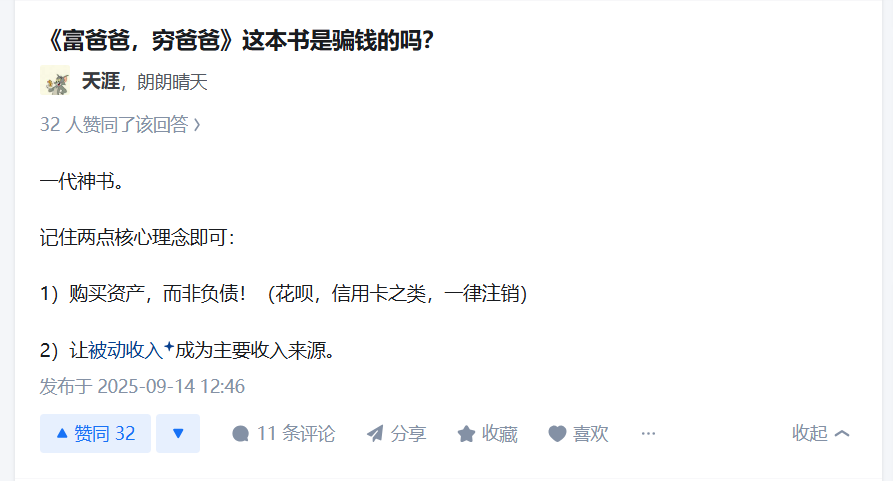 《富爸爸，穷爸爸》这本书是骗钱的吗？
天涯，朗朗晴天
32 人赞同了该回答 ›
一代神书。
记住两点核心理念即可：
1）购买资产，而非负债！（花呗，信用卡之类，一律注销）
2）让被动收入成为主要收入来源。
发布于 2025-09-14 12:46
赞同 32 11 条评论 分享 收藏 喜欢 ··· 收起